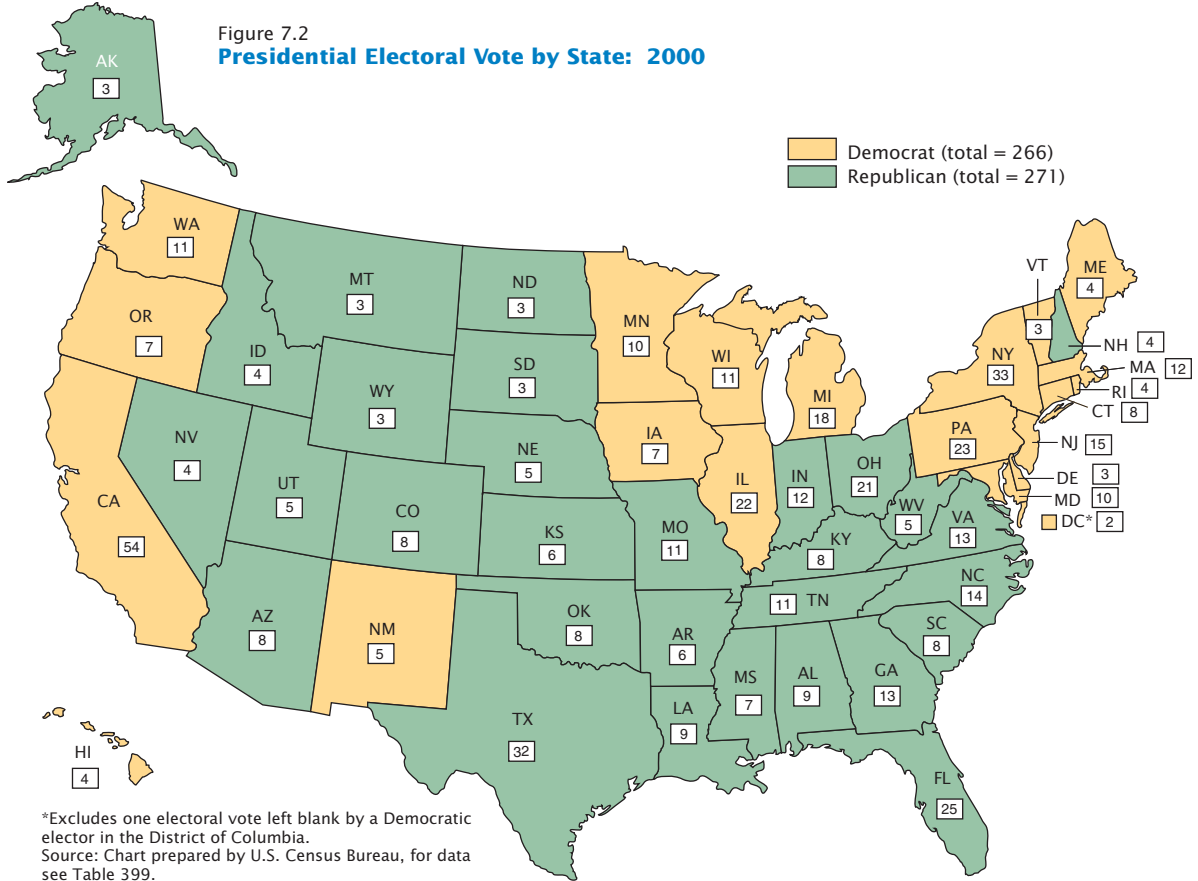 Figure 7.2
Presidential Electoral Vote by State: 2000
AK
3
Democrat (total = 266)
Republican (total = 271)
WA
11
OR
7
CA
54
ID
4
NV
4
MT
3
WY
3
UT
5
AZ
8
CO
8
NM
5
ND
3
SD
3
NE
5
KS
6
OK
8
TX
32
MN
10
IA
7
MO
11
AR
6
LA
9
WI
11
IL
22
MI
18
IN
12
OH
21
KY
8
11 TN
MS
7
AL
9
GA
13
FL
25
SC
8
NC
14
VA
13
WV
5
PA
23
NY
33
VT
3
ME
4
NH 4
MA 12
RI 4
CT 8
NJ 15
DE 3
MD 10
DC* 2
HI
4
*Excludes one electoral vote left blank by a Democratic
elector in the District of Columbia.
Source: Chart prepared by U.S. Census Bureau, for data
see Table 399.